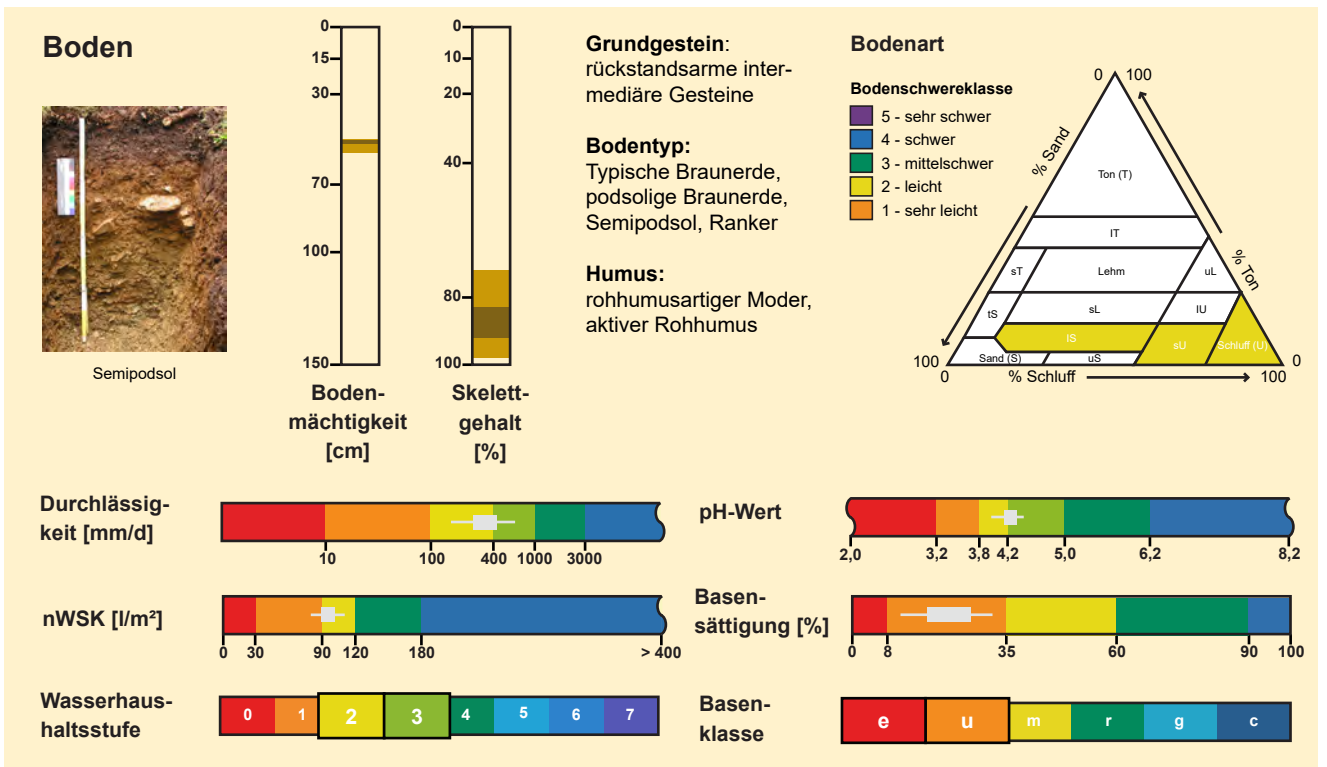 Boden
Semipodsol
0
15
30
70
100
150
Boden-
mächtigkeit
[cm]
0
10
20
40
80
100
Skelett-
gehalt
[%]
Grundgestein:
rückstandsarme inter-
mediäre Gesteine
Bodentyp:
Typische Braunerde,
podsolige Braunerde,
Semipodsol, Ranker
Humus:
rohhumusartiger Moder,
aktiver Rohhumus
Bodenart
Bodenschwereklasse
5 - sehr schwer
4 - schwer
3 - mittelschwer
2 - leicht
1 - sehr leicht
0 100
% Sand
% Ton
Ton (T)
lT
sT Lehm uL
tS sL lU
lS sU Schluff (U)
Sand (S) uS
100 0
0 % Schluff 100
Durchlässig-
keit [mm/d]
10 100 400 1000 3000
pH-Wert
2,0 3,2 3,8 4,2 5,0 6,2 8,2
nWSK [l/m²]
0 30 90 120 180 > 400
Basen-
sättigung [%]
0 8 35 60 90 100
Wasserhaus-
haltsstufe
0 1 2 3 4 5 6 7
Basen-
klasse
e u m r g c